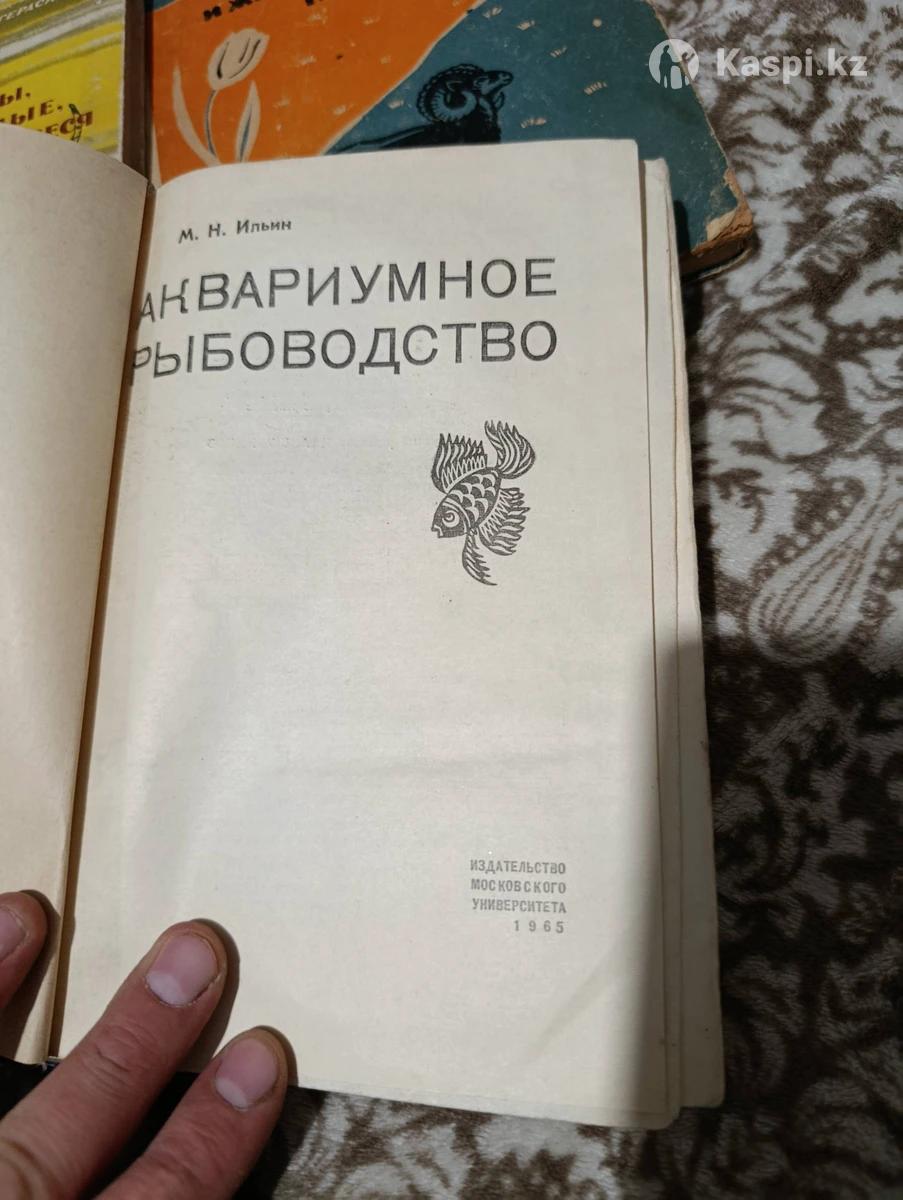 Kaspi.kz
М. Н. Ильин
АКВАРИУМНОЕ
РЫБОВОДСТВО
ИЗДАТЕЛЬСТВО
МОСКОВСКОГО
УНИВЕРСИТЕТА
1965